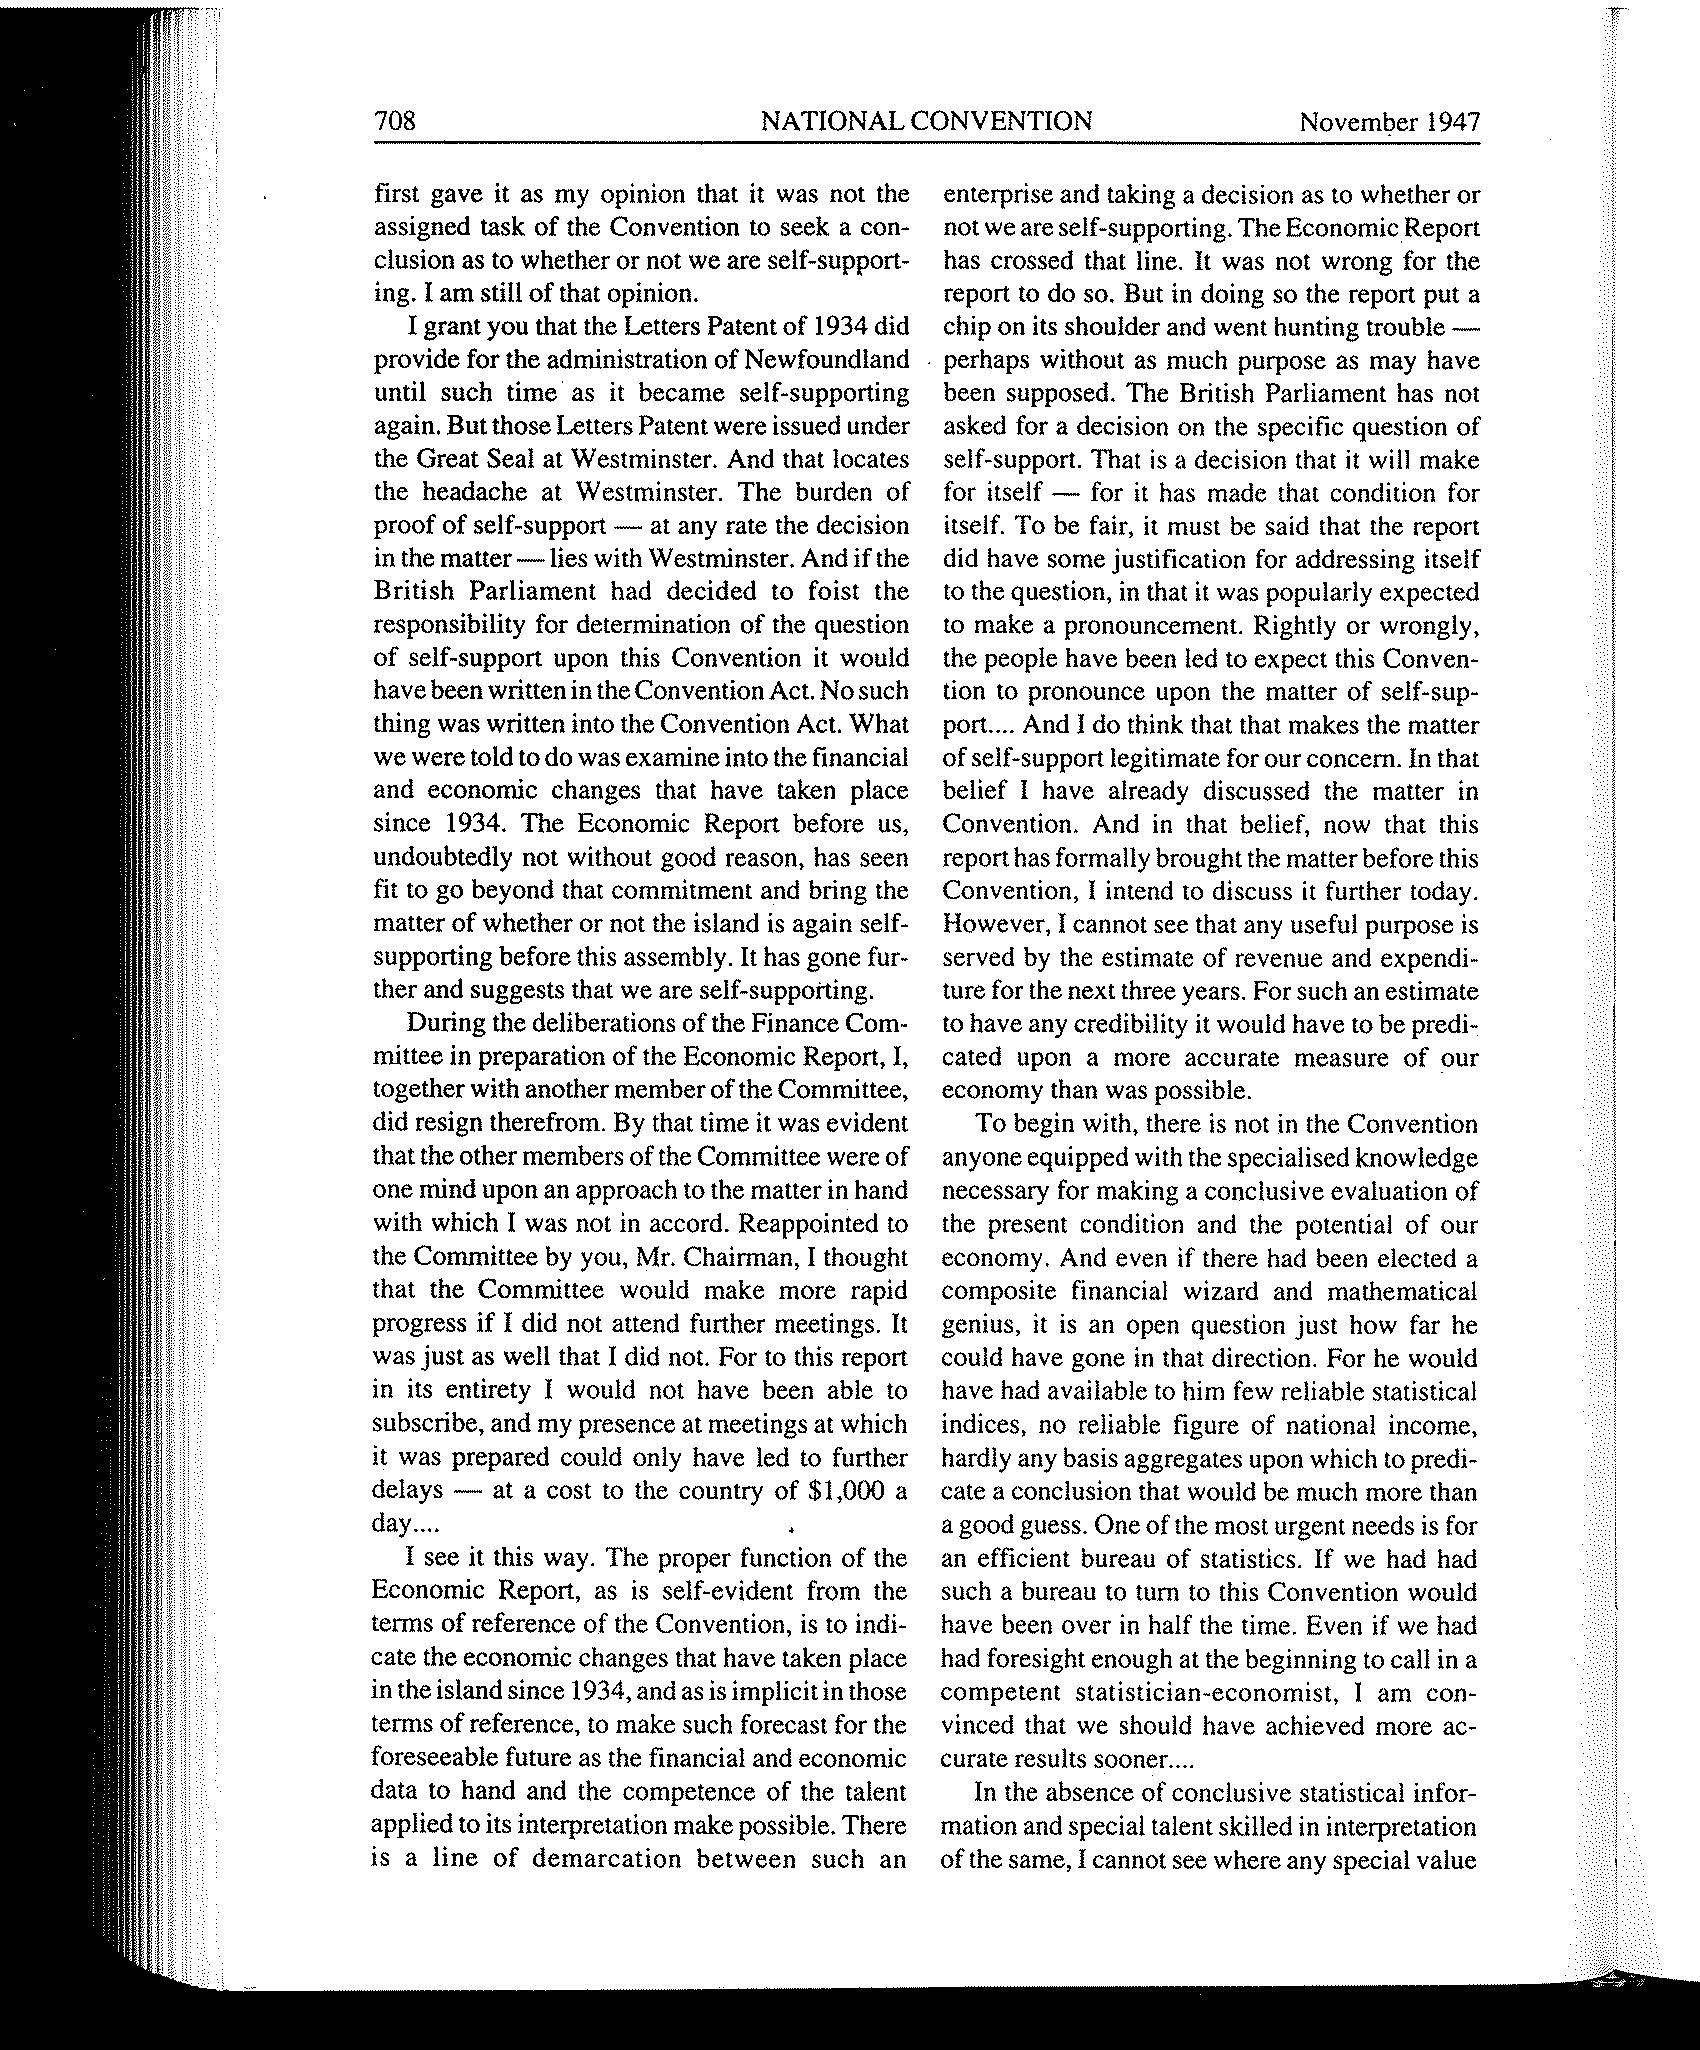 708 NATIONAL CONVENTION November 1947
first gave it as my opinion that it was not the
assigned task of the Convention to seek a con-
clusion as to whether or not we are self-support-
ing. I am still of that opinion.
I grant you that the Letters Patent of 1934 did
provide for the administration of Newfoundland
until such time as it became self-supporting
again. But those Letters Patent were issued under
the Great Seal at Westminster. And that locates
the headache at Westminster. The burden of
proof of self-support — at any rate the decision
in the matter — lies with Westminster. And if the
British Parliament had decided to foist the
responsibility for determination of the question
of self-support upon this Convention it would
have been written in the Convention Act. No such
thing was written into the Convention Act. What
we were told to do was examine into the financial
and economic changes that have taken place
since 1934. The Economic Report before us,
undoubtedly not without good reason, has seen
fit to go beyond that commitment and bring the
matter of whether or not the island is again self-
supporting before this assembly. It has gone fur-
ther and suggests that we are self-supporting.
During the deliberations of the Finance Com-
mittee in preparation of the Economic Report, I,
together with another member of the Committee,
did resign therefrom. By that time it was evident
that the other members of the Committee were of
one mind upon an approach to the matter in hand
with which I was not in accord. Reappointed to
the Committee by you, Mr. Chairman, I thought
that the Committee would make more rapid
progress if I did not attend further meetings. It
was just as well that I did not. For to this report
in its entirety I would not have been able to
subscribe, and my presence at meetings at which
it was prepared could only have led to further
delays — at a cost to the country of $1,000 a
day....
I see it this way. The proper function of the
Economic Report, as is self-evident from the
terms of reference of the Convention, is to indi-
cate the economic changes that have taken place
in the island since 1934, and as is implicit in those
terms of reference, to make such forecast for the
foreseeable future as the financial and economic
data to hand and the competence of the talent
applied to its interpretation make possible. There
is a line of demarcation between such an
enterprise and taking a decision as to whether or
not we are self-supporting. The Economic Report
has crossed that line. It was not wrong for the
report to do so. But in doing so the report put a
chip on its shoulder and went hunting trouble —
perhaps without as much purpose as may have
been supposed. The British Parliament has not
asked for a decision on the specific question of
self-support. That is a decision that it will make
for itself — for it has made that condition for
itself. To be fair, it must be said that the report
did have some justification for addressing itself
to the question, in that it was popularly expected
to make a pronouncement. Rightly or wrongly,
the people have been led to expect this Conven-
tion to pronounce upon the matter of self-sup-
port.... And I do think that that makes the matter
of self-support legitimate for our concern. In that
belief I have already discussed the matter in
Convention. And in that belief, now that this
report has formally brought the matter before this
Convention, I intend to discuss it further today.
However, I cannot see that any useful purpose is
served by the estimate of revenue and expendi-
ture for the next three years. For such an estimate
to have any credibility it would have to be predi-
cated upon a more accurate measure of our
economy than was possible.
To begin with, there is not in the Convention
anyone equipped with the specialised knowledge
necessary for making a conclusive evaluation of
the present condition and the potential of our
economy. And even if there had been elected a
composite financial wizard and mathematical
genius, it is an open question just how far he
could have gone in that direction. For he would
have had available to him few reliable statistical
indices, no reliable figure of national income,
hardly any basis aggregates upon which to predi-
cate a conclusion that would be much more than
a good guess. One of the most urgent needs is for
an efficient bureau of statistics. If we had had
such a bureau to turn to this Convention would
have been over in half the time. Even if we had
had foresight enough at the beginning to call in a
competent statistician-economist, I am con-
vinced that we should have achieved more ac-
curate results sooner....
In the absence of conclusive statistical infor-
mation and special talent skilled in interpretation
of the same, I cannot see where any special value